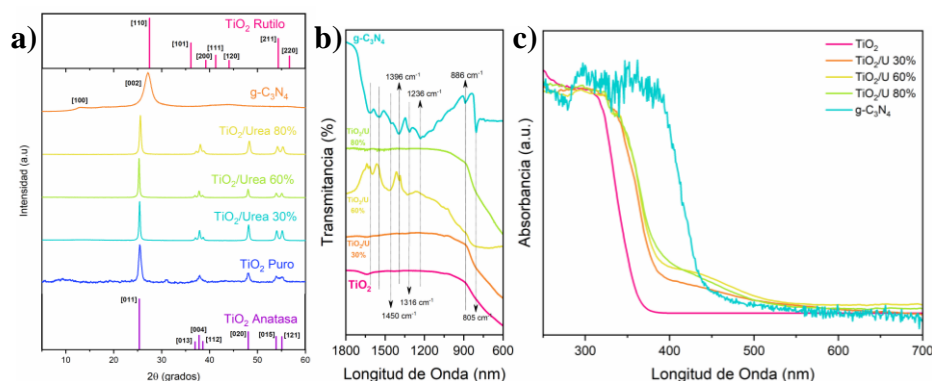 a)
[110]
TiO2 Rutilo
[211]
[101]
[111]
[200]
[120]
[220]
[002]
[100]
g-C3N4
TiO2/Urea 80%
TiO2/Urea 60%
TiO2/Urea 30%
TiO2 Puro
[011]
TiO2 Anatasa
[004]
[013]
[112]
[020]
[015]
[121]
Intensidad (a.u)
5 20 40 60
2θ (grados)
b)
g-C3N4
1396 cm-1
886 cm-1
1236 cm-1
TiO2/U
80%
TiO2/U
60%
TiO2/U
30%
TiO2
1316 cm-1
1450 cm-1
805 cm-1
Transmitancia (%)
1800 1500 1200 900 600
Longitud de Onda (nm)
c)
TiO2
TiO2/U 30%
TiO2/U 60%
TiO2/U 80%
g-C3N4
Absorbancia (a.u.)
300 400 500 600 700
Longitud de Onda (nm)